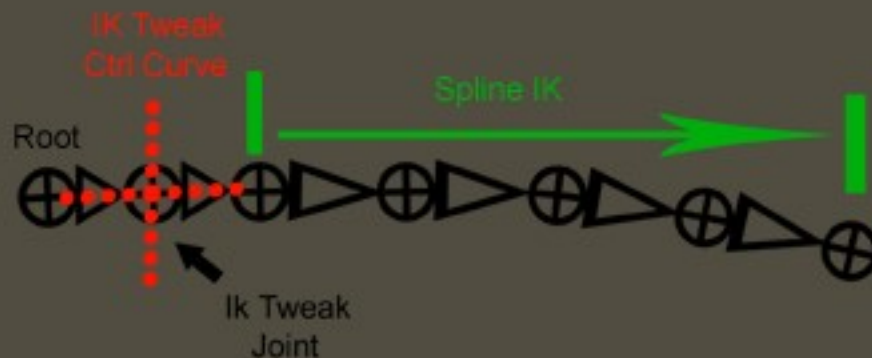 IK Tweak
Ctrl Curve
Spline IK
Root
Ik Tweak
Joint